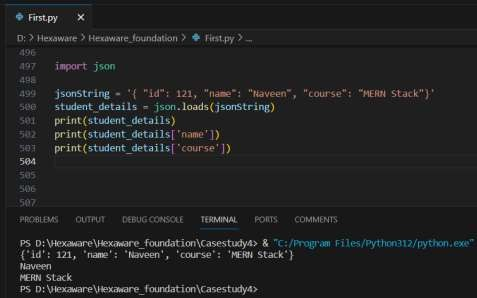 First.py
D: > Hexaware > Hexaware_foundation > First.py > ...
496
497 import json
498
499 jsonString = '{ "id": 121, "name": "Naveen", "course": "MERN Stack"}'
500 student_details = json.loads(jsonString)
501 print(student_details)
502 print(student_details['name'])
503 print(student_details['course'])
504
505
506
507
PROBLEMS OUTPUT DEBUG CONSOLE TERMINAL PORTS COMMENTS
PS D:\Hexaware\Hexaware_foundation\Casestudy4> & "C:/Program Files/Python312/python.exe"
{'id': 121, 'name': 'Naveen', 'course': 'MERN Stack'}
Naveen
MERN Stack
PS D:\Hexaware\Hexaware_foundation\Casestudy4>